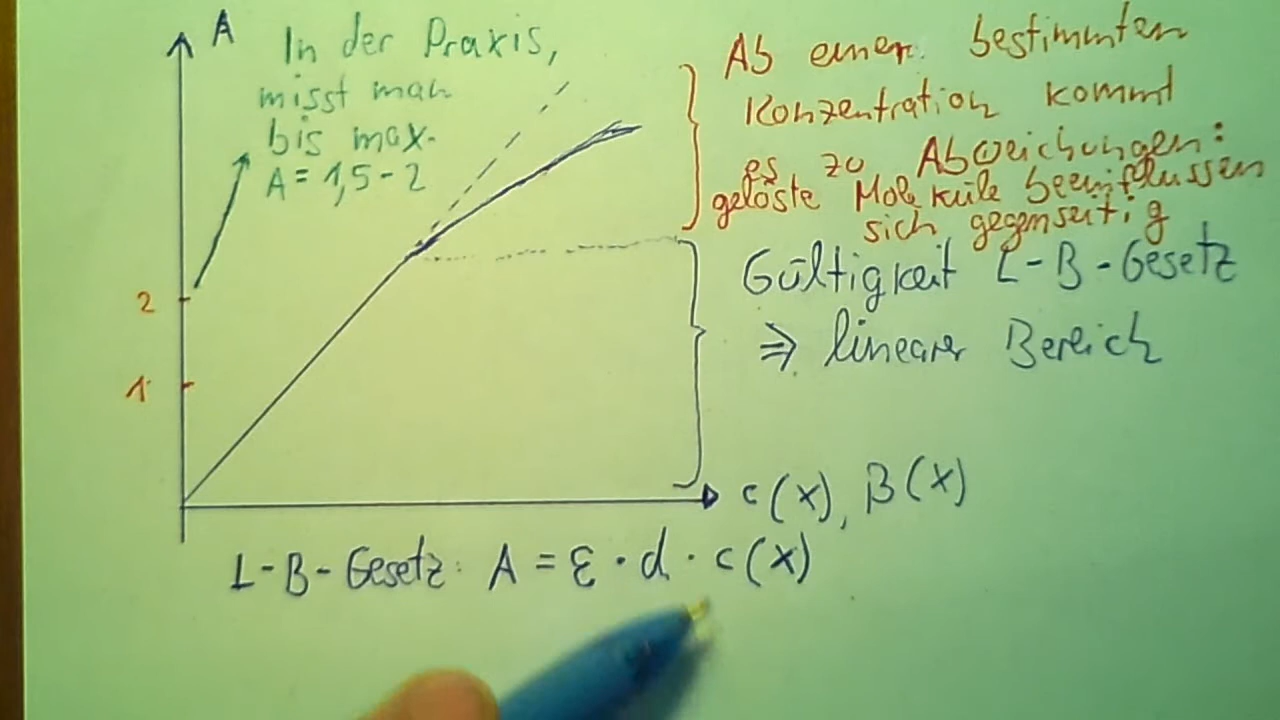 A
In der Praxis,
misst man
bis max.
A = 1,5 - 2
2
1
Ab einer bestimmten
Konzentration kommt
es zu Abweichungen:
gelöste Moleküle beeinflussen
sich gegenseitig
Gültigkeit L-B-Gesetz
⇒ linearer Bereich
c(x), β(x)
L-B-Gesetz: A = ε · d · c(x)